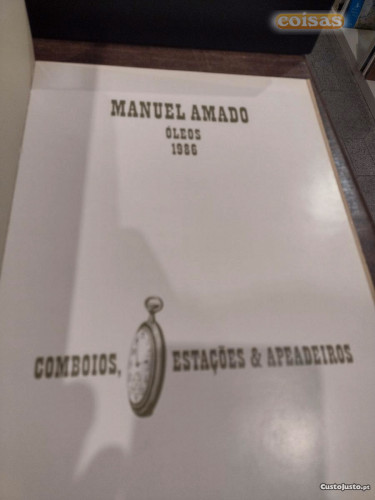 coisas
MANUEL AMADO
ÓLEOS
1986
COMBOIOS, ESTAÇÕES & APEADEIROS
CustoJusto.pt